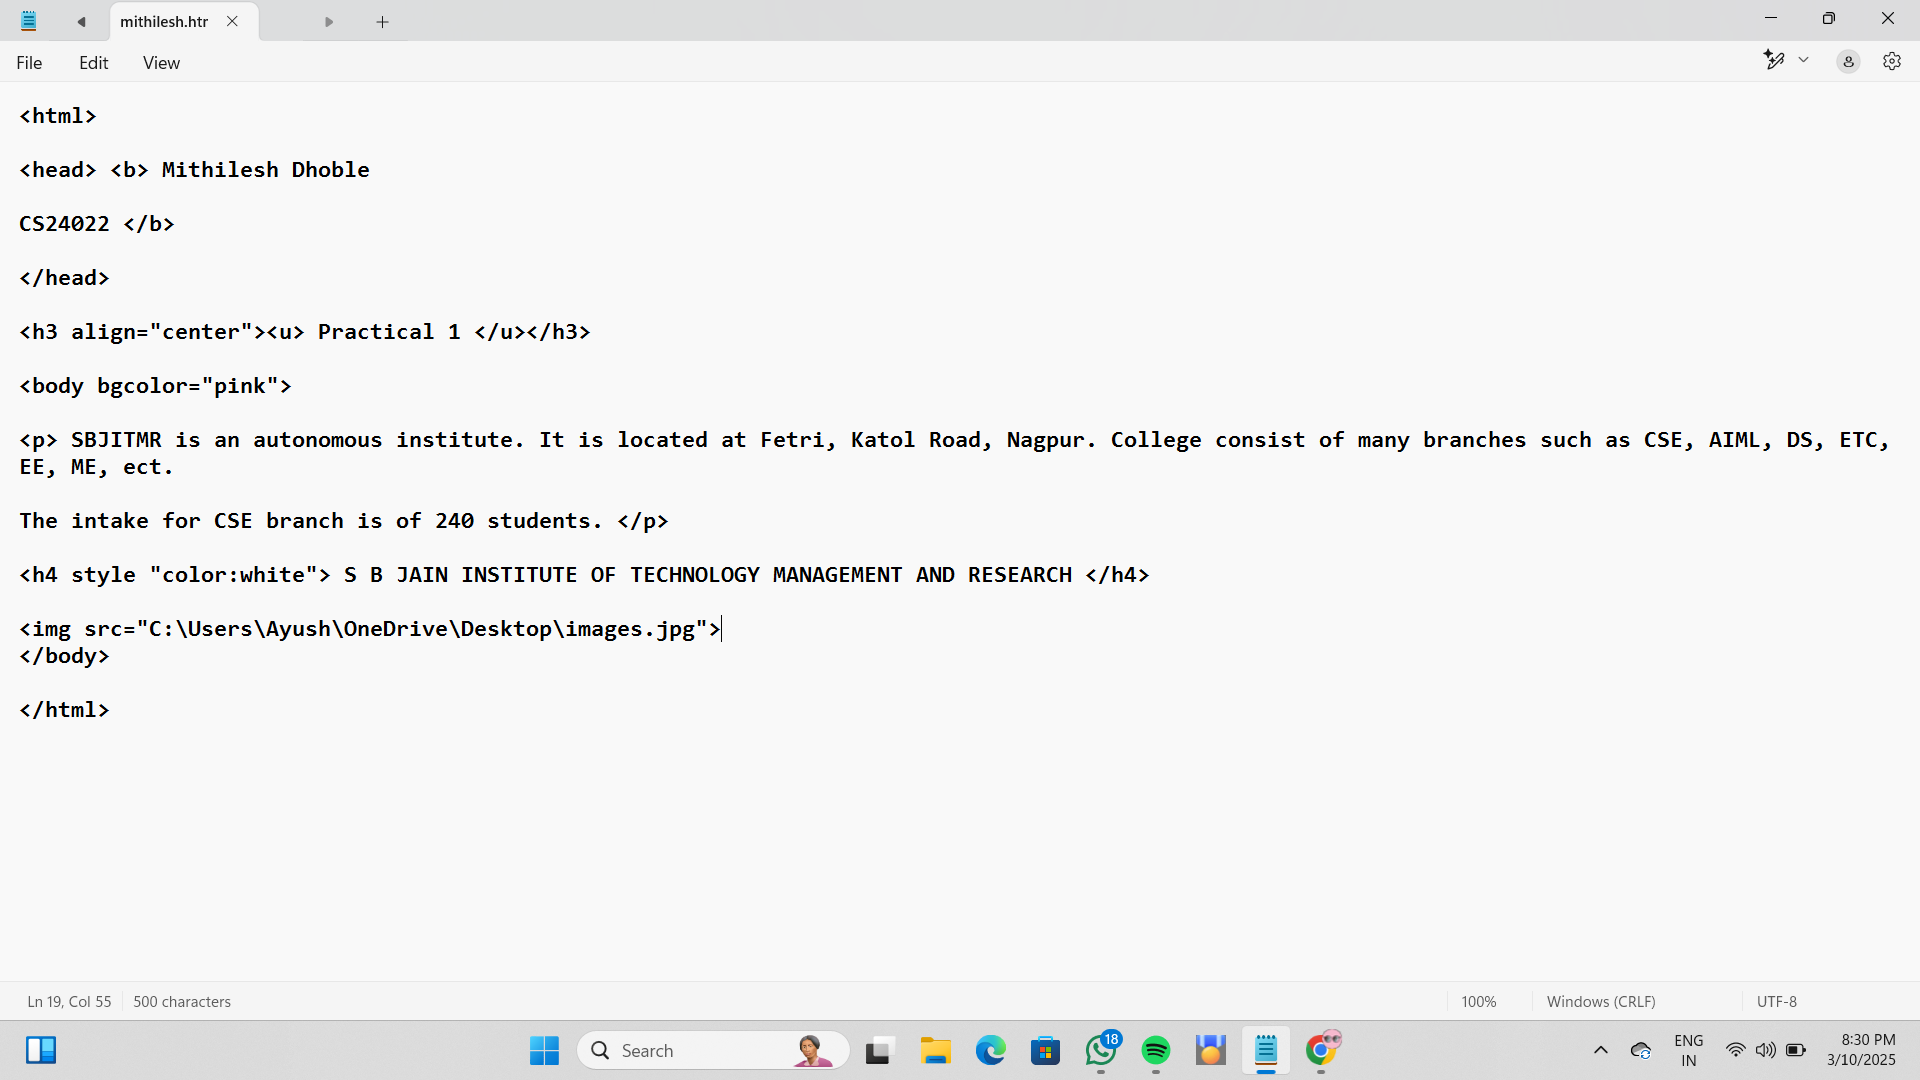 mithilesh.htr
File Edit View
<html>
<head> <b> Mithilesh Dhoble
CS24022 </b>
</head>
<h3 align="center"><u> Practical 1 </u></h3>
<body bgcolor="pink">
<p> SBJITMR is an autonomous institute. It is located at Fetri, Katol Road, Nagpur. College consist of many branches such as CSE, AIML, DS, ETC,
EE, ME, ect.
The intake for CSE branch is of 240 students. </p>
<h4 style "color:white"> S B JAIN INSTITUTE OF TECHNOLOGY MANAGEMENT AND RESEARCH </h4>
<img src="C:\Users\Ayush\OneDrive\Desktop\images.jpg">
</body>
</html>
Ln 19, Col 55 500 characters 100% Windows (CRLF) UTF-8
Search 18 ENG 8:30 PM
IN 3/10/2025